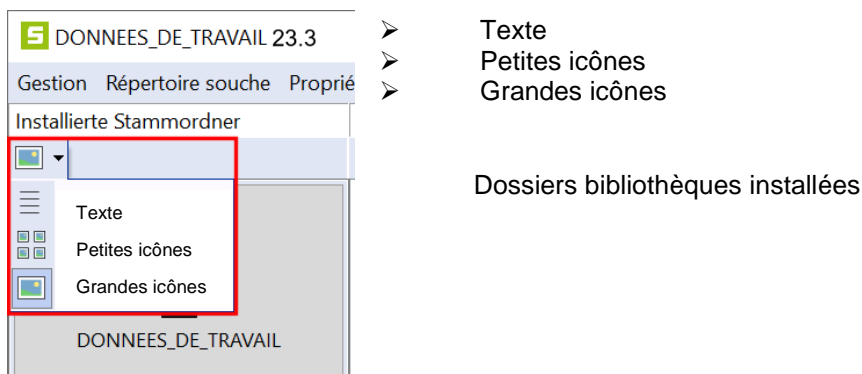 DONNEES_DE_TRAVAIL 23.3
Gestion Répertoire souche Proprié
Installierte Stammordner
Texte
Petites icônes
Grandes icônes
DONNEES_DE_TRAVAIL
➢ Texte
➢ Petites icônes
➢ Grandes icônes
Dossiers bibliothèques installées